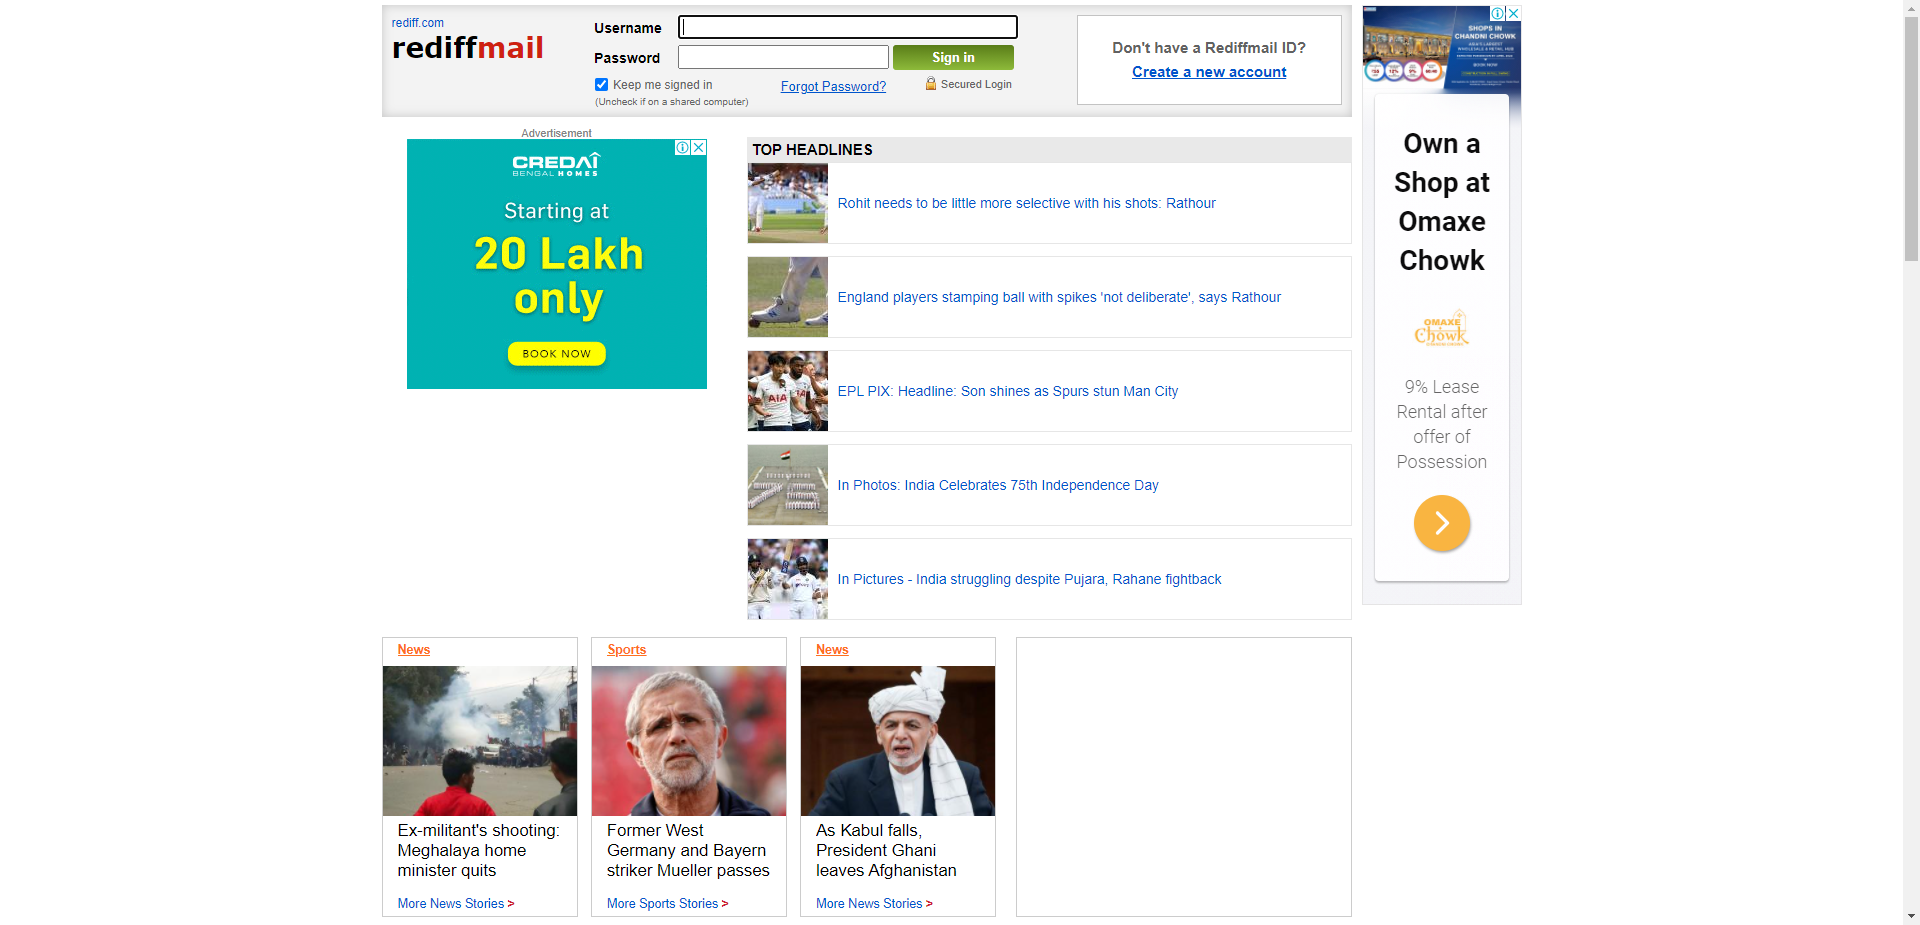 rediff.com
rediffmail
Username
Password
Sign in
Keep me signed in
(Uncheck if on a shared computer)
Forgot Password?
Secured Login
Don't have a Rediffmail ID?
Create a new account
Advertisement
CREDAI
BENGAL HOMES
Starting at
20 Lakh
only
BOOK NOW
TOP HEADLINES
Rohit needs to be little more selective with his shots: Rathour
England players stamping ball with spikes 'not deliberate', says Rathour
AIA
EPL PIX: Headline: Son shines as Spurs stun Man City
In Photos: India Celebrates 75th Independence Day
In Pictures - India struggling despite Pujara, Rahane fightback
SHOPS IN
CHANDNI CHOWK
BOOK NOW
Own a
Shop at
Omaxe
Chowk
OMAXE
Chowk
9% Lease
Rental after
offer of
Possession
News
Ex-militant's shooting:
Meghalaya home
minister quits
More News Stories >
Sports
Former West
Germany and Bayern
striker Mueller passes
More Sports Stories >
News
As Kabul falls,
President Ghani
leaves Afghanistan
More News Stories >